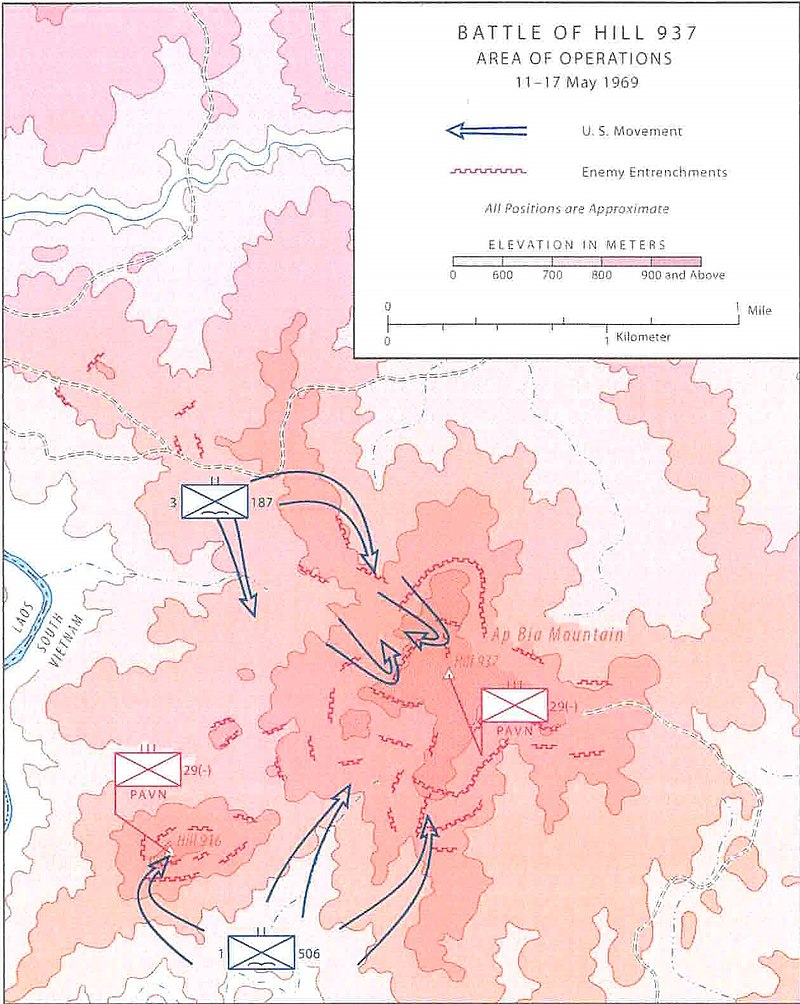 BATTLE OF HILL 937
AREA OF OPERATIONS
11–17 May 1969
U. S. Movement
Enemy Entrenchments
All Positions are Approximate
ELEVATION IN METERS
0 600 700 800 900 and Above
0 1 Mile
0 1 Kilometer
3 187
LAOS
SOUTH VIETNAM
Ap Bia Mountain
Hill 937
29(-)
PAVN
29(-)
PAVN
Hill 916
1 506